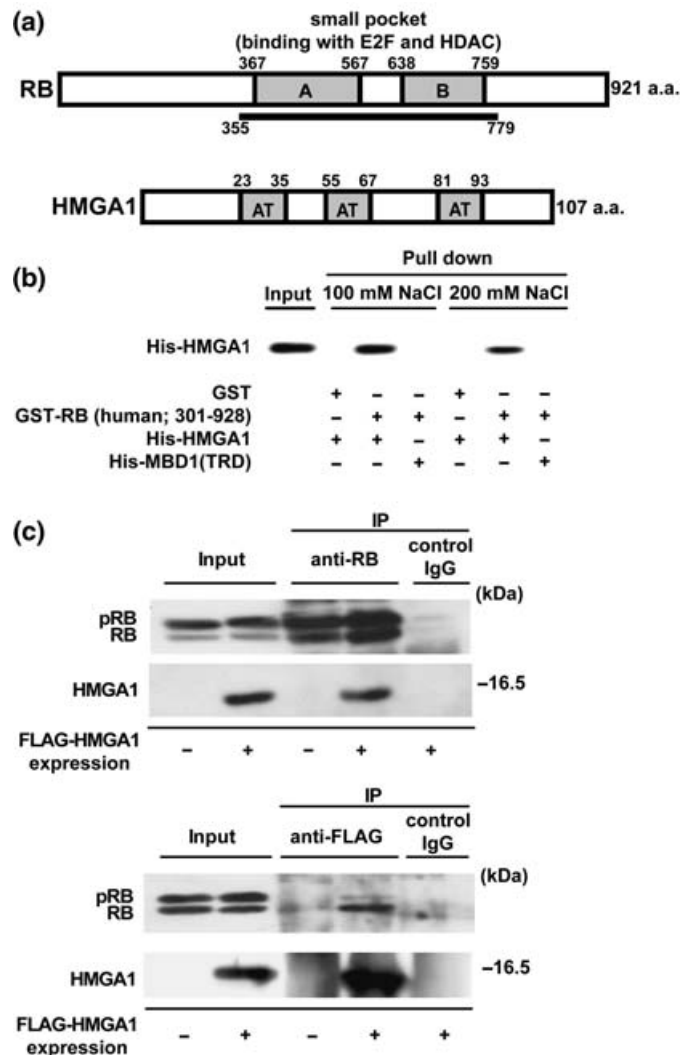 (a)
small pocket
(binding with E2F and HDAC)
367 567 638 759
RB A B 921 a.a.
355 779
23 35 55 67 81 93
HMGA1 AT AT AT 107 a.a.
(b)
Pull down
Input 100 mM NaCl 200 mM NaCl
His-HMGA1
GST + – – + – –
GST-RB (human; 301-928) – + + – + +
His-HMGA1 + + – + + –
His-MBD1(TRD) – – + – – +
(c)
IP
Input anti-RB control IgG
(kDa)
pRB
RB
HMGA1 –16.5
FLAG-HMGA1 expression – + – + +
IP
Input anti-FLAG control IgG
(kDa)
pRB
RB
HMGA1 –16.5
FLAG-HMGA1 expression – + – + +